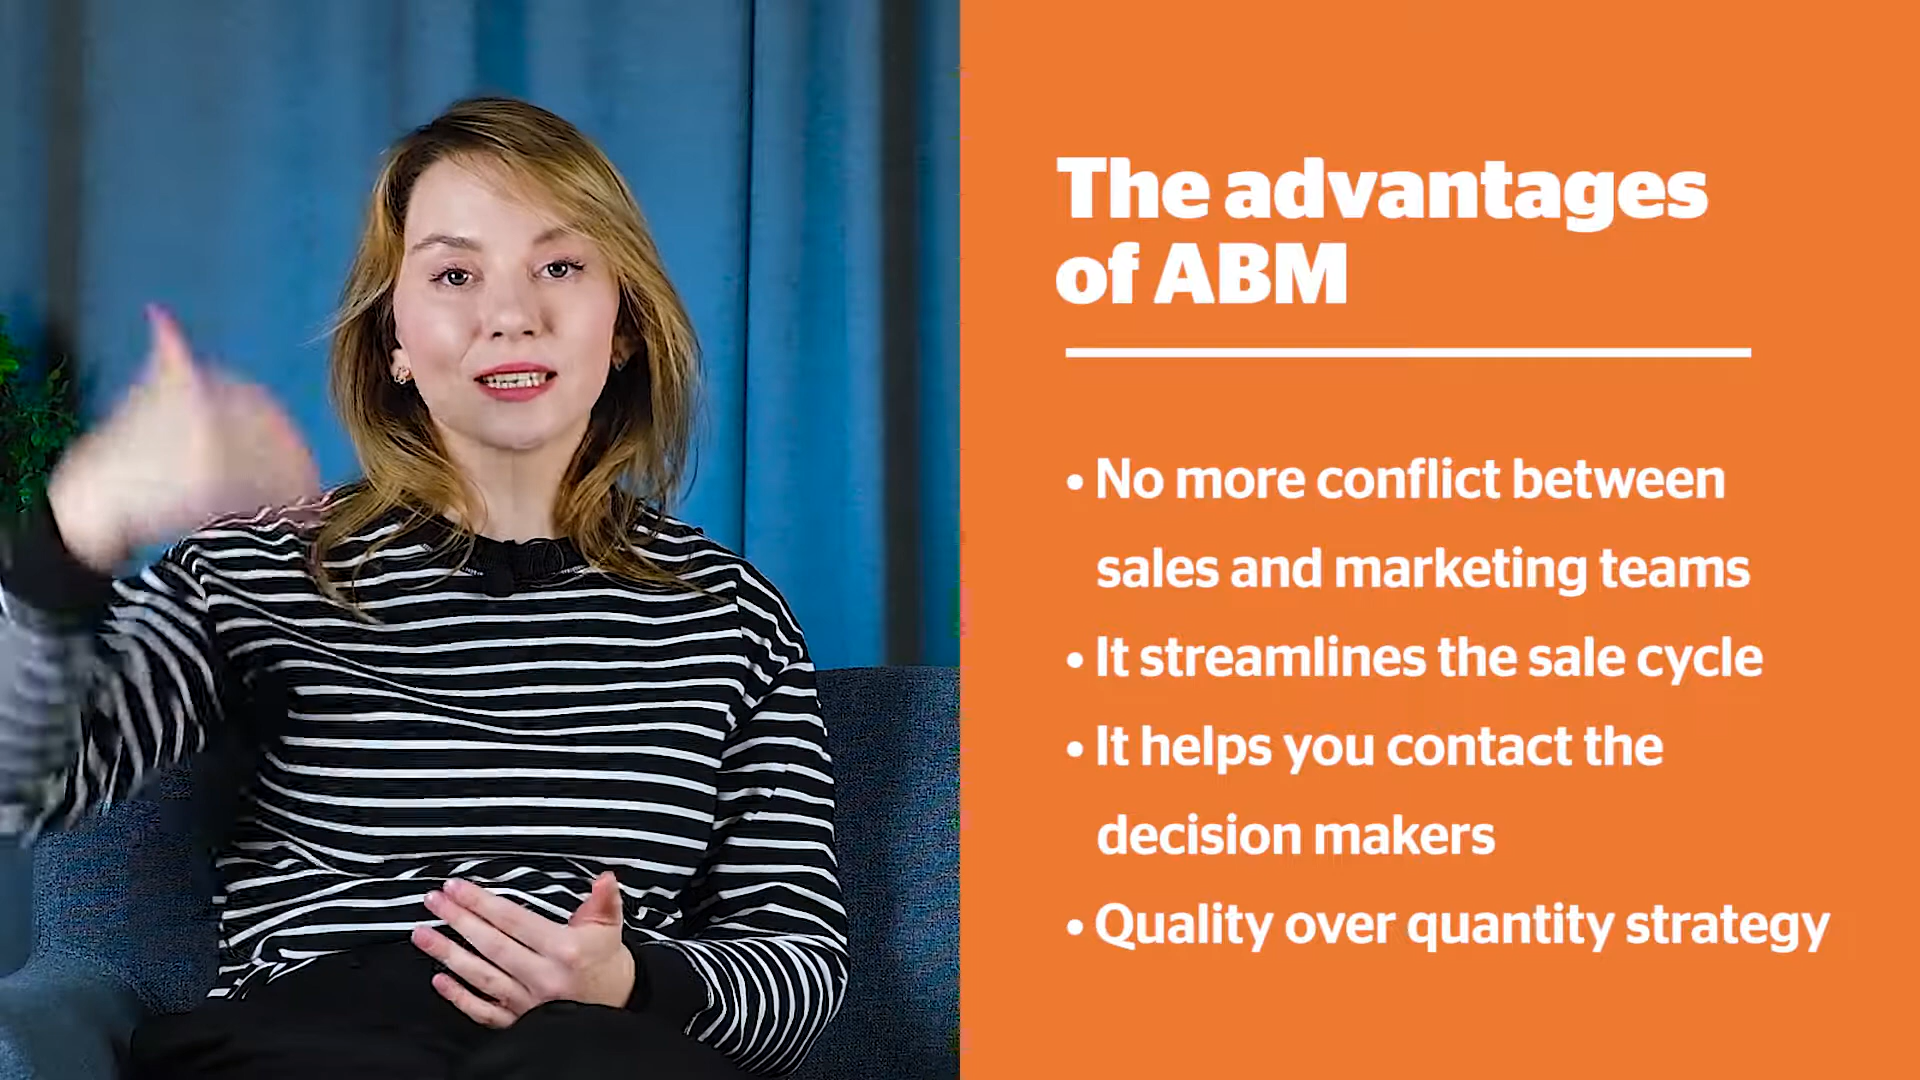 The advantages
of ABM
• No more conflict between
sales and marketing teams
• It streamlines the sale cycle
• It helps you contact the
decision makers
• Quality over quantity strategy